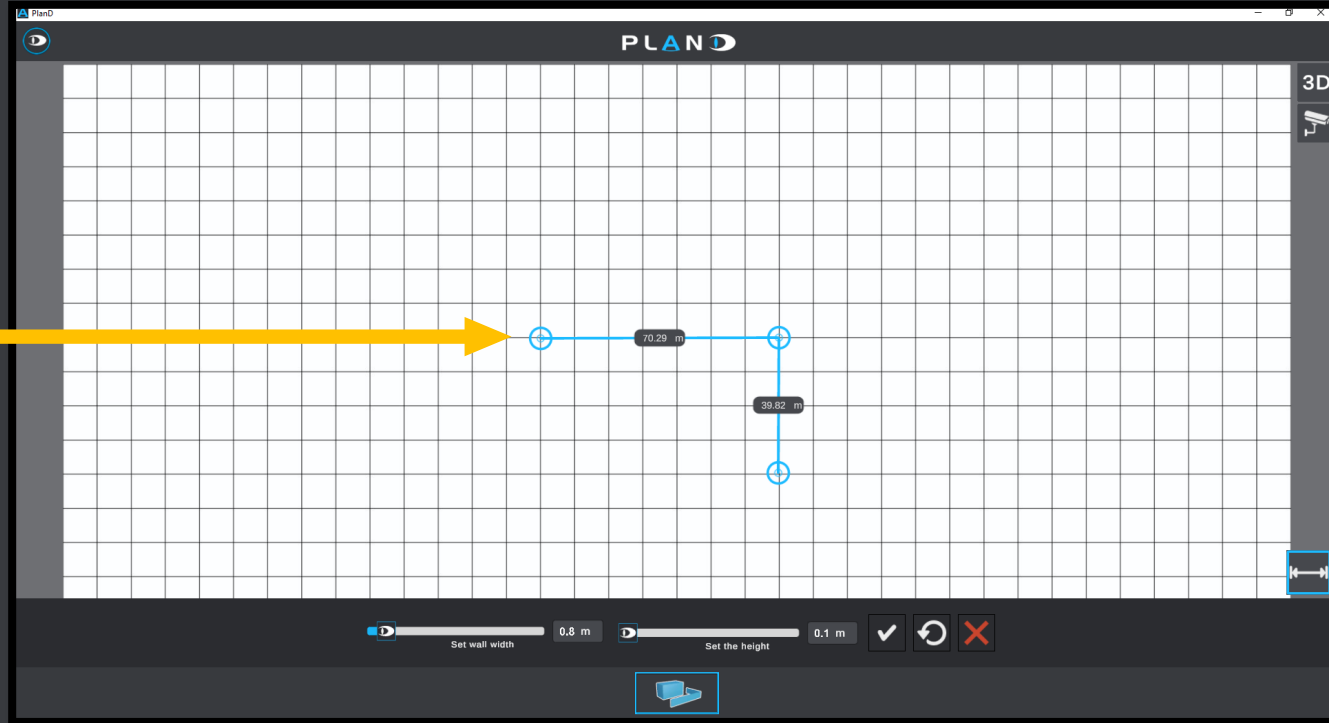 PlanD
PLAND
3D
70.29 m
39.82 m
0.8 m
Set wall width
0.1 m
Set the height